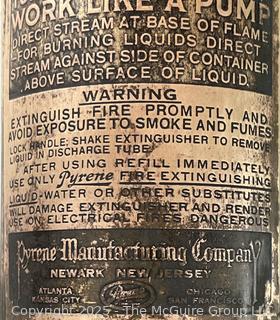 WORK LIKE A PUMP
DIRECT STREAM AT BASE OF FLAME
FOR BURNING LIQUIDS DIRECT
STREAM AGAINST SIDE OF CONTAINER
ABOVE SURFACE OF LIQUID.
WARNING
EXTINGUISH FIRE PROMPTLY AND
AVOID EXPOSURE TO SMOKE AND FUMES
LOCK HANDLE; SHAKE EXTINGUISHER TO REMOVE
LIQUID IN DISCHARGE TUBE
AFTER USING REFILL IMMEDIATELY
USE ONLY Pyrene FIRE EXTINGUISHING
LIQUID-WATER OR OTHER SUBSTITUTES
WILL DAMAGE EXTINGUISHER AND RENDER
USE ON ELECTRICAL FIRES DANGEROUS
Pyrene Manufacturing Company
NEWARK NEW JERSEY
ATLANTA CHICAGO
KANSAS CITY Pyrene SAN FRANCISCO
Copyright 2025 - The McGuire Group